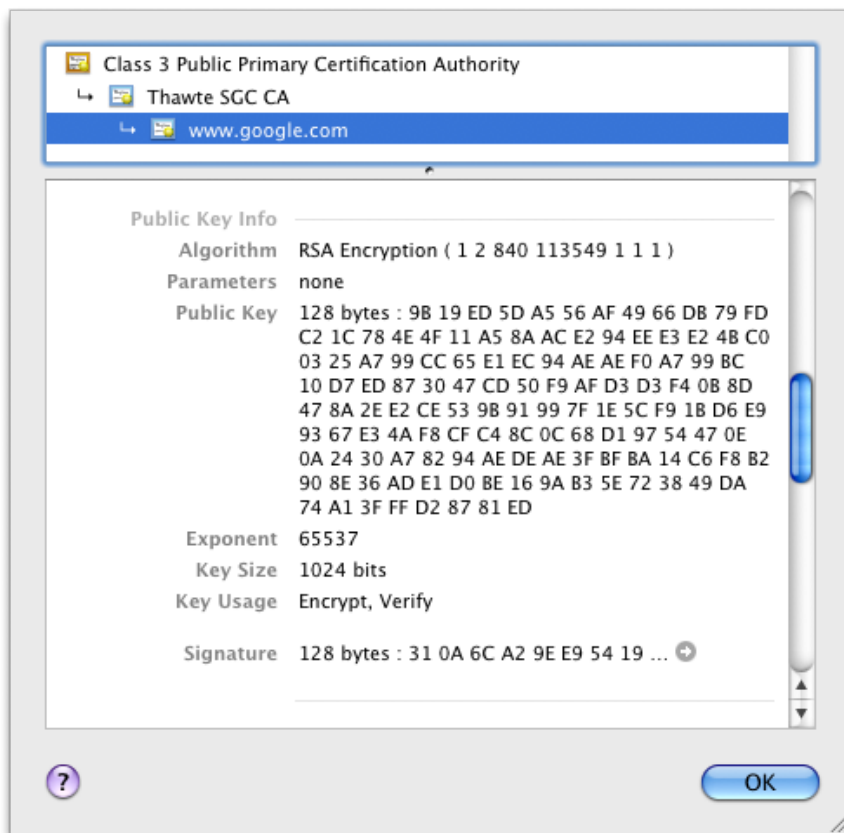 Class 3 Public Primary Certification Authority
Thawte SGC CA
www.google.com
Public Key Info
Algorithm RSA Encryption ( 1 2 840 113549 1 1 1 )
Parameters none
Public Key 128 bytes : 9B 19 ED 5D A5 56 AF 49 66 DB 79 FD
C2 1C 78 4E 4F 11 A5 8A AC E2 94 EE E3 E2 4B C0
03 25 A7 99 CC 65 E1 EC 94 AE AE F0 A7 99 BC
10 D7 ED 87 30 47 CD 50 F9 AF D3 D3 F4 0B 8D
47 8A 2E E2 CE 53 9B 91 99 7F 1E 5C F9 1B D6 E9
93 67 E3 4A F8 CF C4 8C 0C 68 D1 97 54 47 0E
0A 24 30 A7 82 94 AE DE AE 3F BF BA 14 C6 F8 B2
90 8E 36 AD E1 D0 BE 16 9A B3 5E 72 38 49 DA
74 A1 3F FF D2 87 81 ED
Exponent 65537
Key Size 1024 bits
Key Usage Encrypt, Verify
Signature 128 bytes : 31 0A 6C A2 9E E9 54 19 ...
? OK